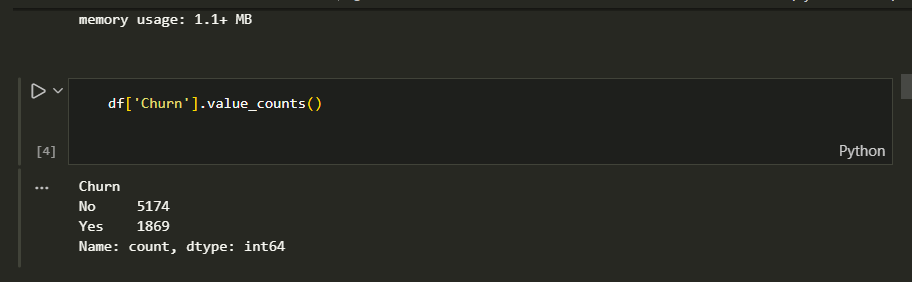 memory usage: 1.1+ MB
df['Churn'].value_counts()
[4]
Python
...
Churn
No     5174
Yes    1869
Name: count, dtype: int64